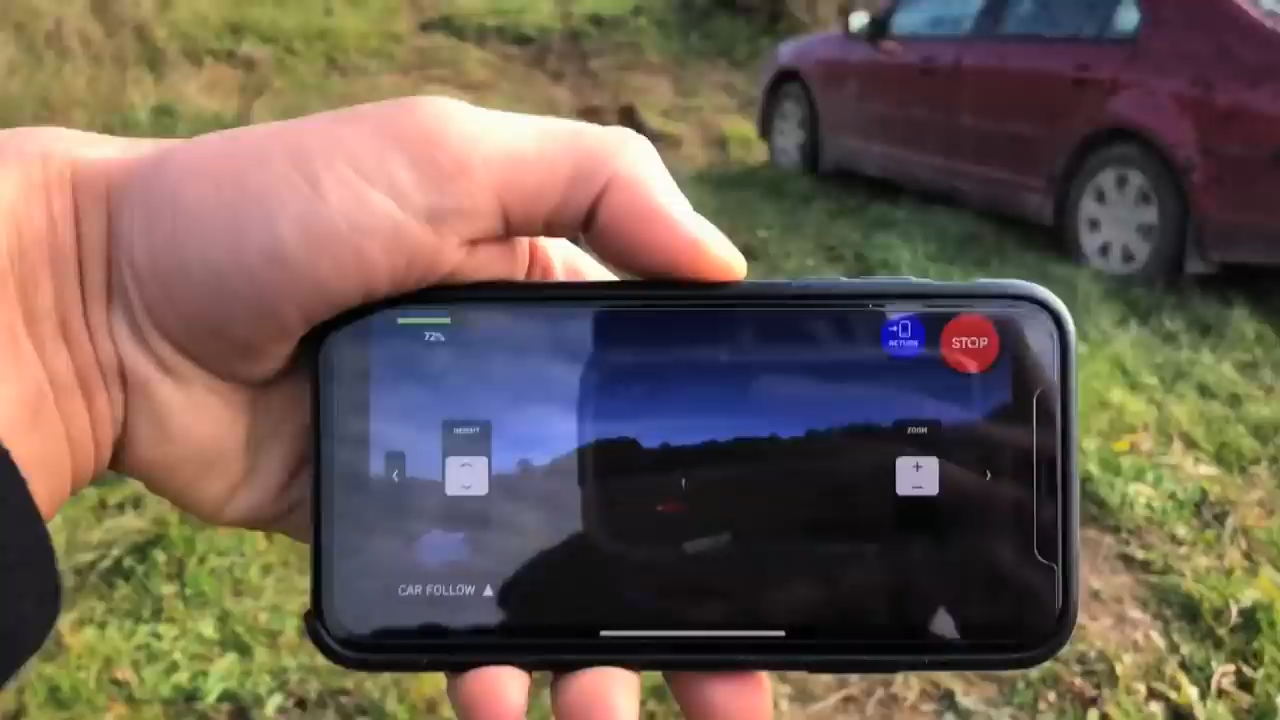 72%
RETURN
STOP
HEIGHT
ZOOM
+
−
CAR FOLLOW ▲